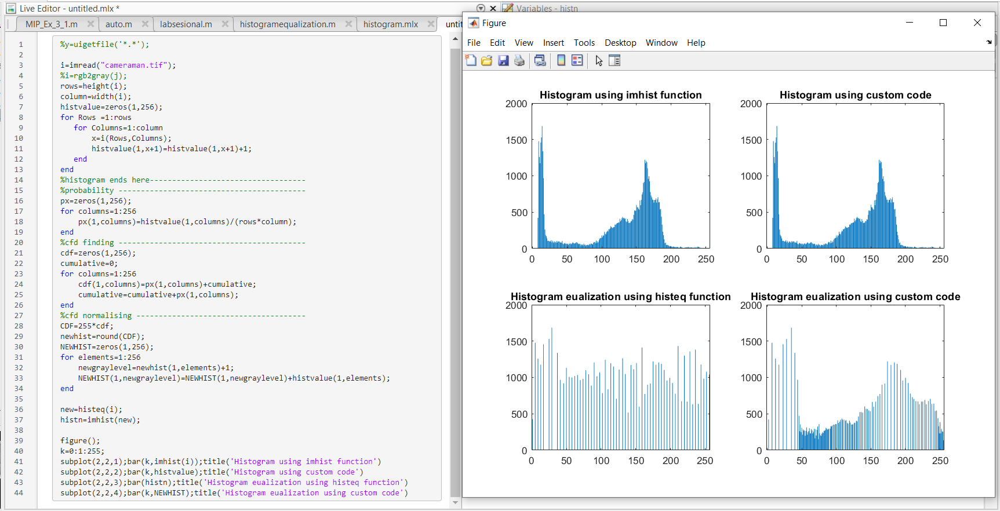 Live Editor - untitled.mlx *
Variables - histn
MIP_Ex_3_1.m
auto.m
labsesional.m
histogramequalization.m
histogram.mlx
untit
1 %y=uigetfile('*.*');
2
3 i=imread("cameraman.tif");
4 %i=rgb2gray(j);
5 rows=height(i);
6 column=width(i);
7 histvalue=zeros(1,256);
8 for Rows =1:rows
9 for Columns=1:column
10 x=i(Rows,Columns);
11 histvalue(1,x+1)=histvalue(1,x+1)+1;
12 end
13 end
14 %histogram ends here-----------------------------------
15 %probability ------------------------------------------
16 px=zeros(1,256);
17 for columns=1:256
18 px(1,columns)=histvalue(1,columns)/(rows*column);
19 end
20 %cfd finding ------------------------------------------
21 cdf=zeros(1,256);
22 cumulative=0;
23 for columns=1:256
24 cdf(1,columns)=px(1,columns)+cumulative;
25 cumulative=cumulative+px(1,columns);
26 end
27 %cfd normalising --------------------------------------
28 CDF=255*cdf;
29 newhist=round(CDF);
30 NEWHIST=zeros(1,256);
31 for elements=1:256
32 newgraylevel=newhist(1,elements)+1;
33 NEWHIST(1,newgraylevel)=NEWHIST(1,newgraylevel)+histvalue(1,elements);
34 end
35
36 new=histeq(i);
37 histn=imhist(new);
38
39 figure();
40 k=0:1:255;
41 subplot(2,2,1);bar(k,imhist(i));title('Histogram using imhist function')
42 subplot(2,2,2);bar(k,histvalue);title('Histogram using custom code')
43 subplot(2,2,3);bar(histn);title('Histogram eualization using histeq function')
44 subplot(2,2,4);bar(k,NEWHIST);title('Histogram eualization using custom code')
Figure
File Edit View Insert Tools Desktop Window Help
Histogram using imhist function
2000
1500
1000
500
0
0 50 100 150 200 250
Histogram using custom code
2000
1500
1000
500
0
0 50 100 150 200 250
Histogram eualization using histeq function
2000
1500
1000
500
0
0 50 100 150 200 250
Histogram eualization using custom code
2000
1500
1000
500
0
0 50 100 150 200 250